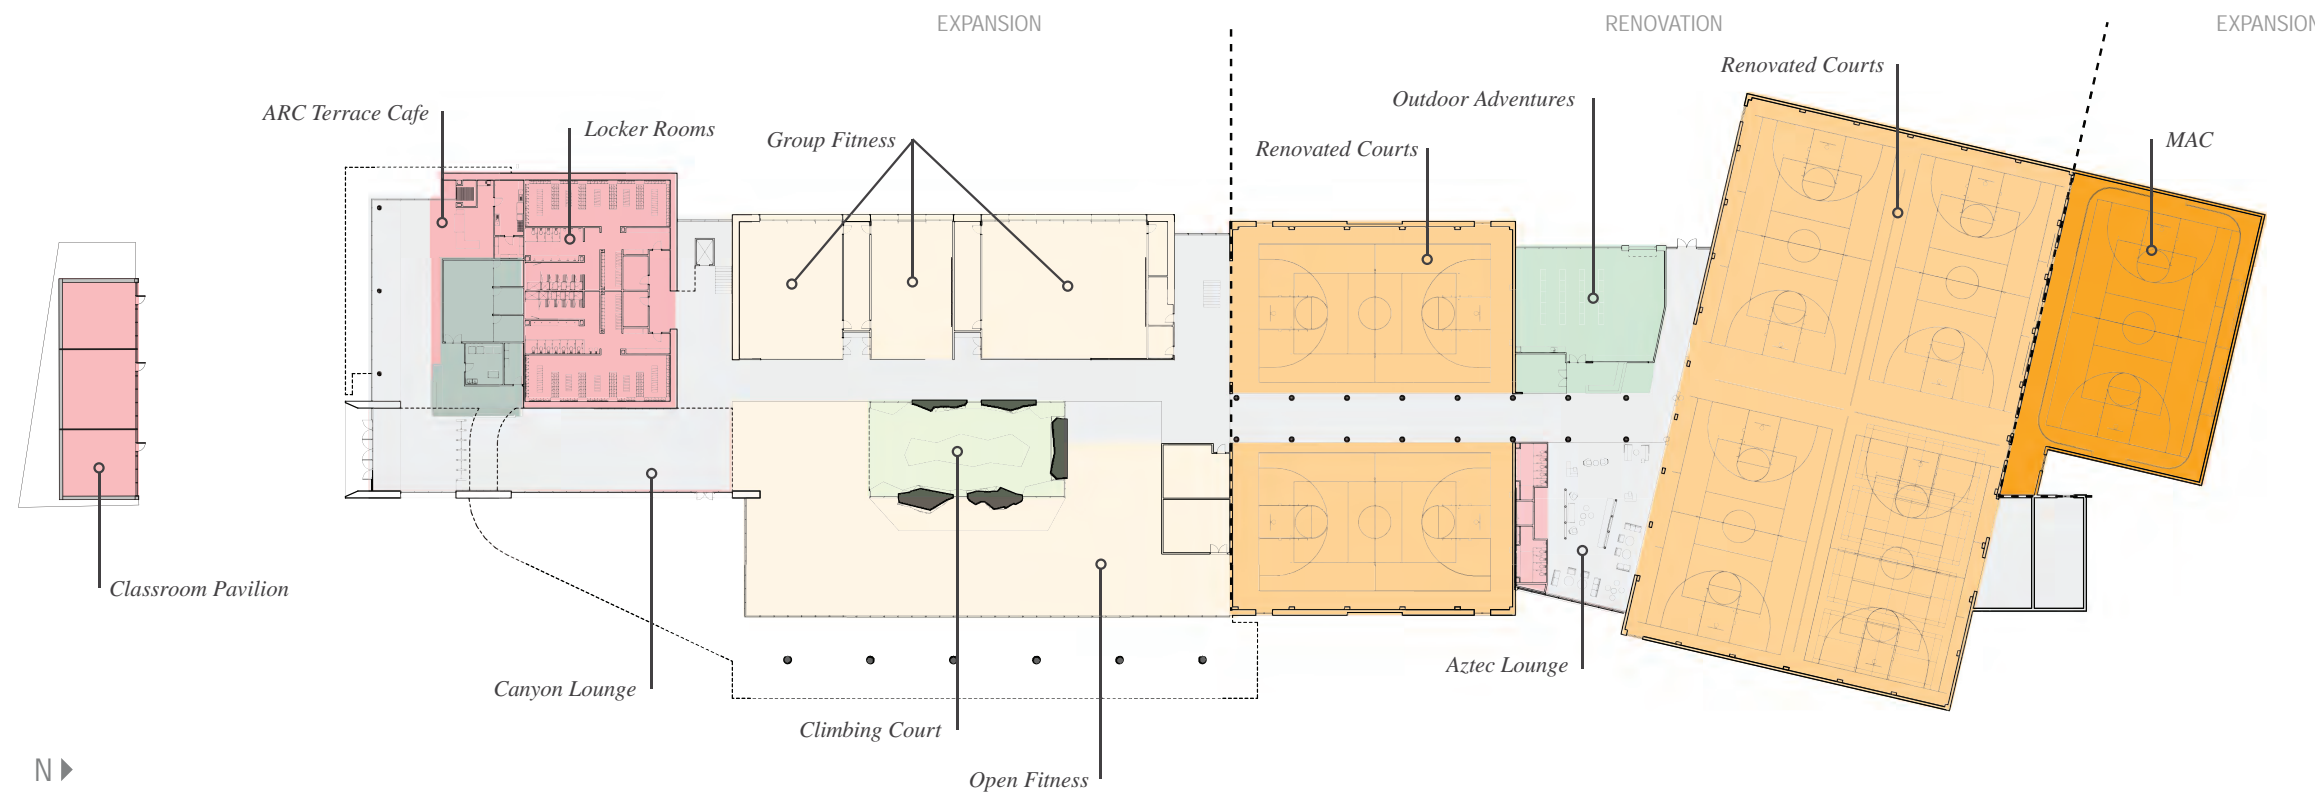 EXPANSION
RENOVATION
EXPANSION
Renovated Courts
Outdoor Adventures
ARC Terrace Cafe
Locker Rooms
Group Fitness
Renovated Courts
MAC
Classroom Pavilion
Canyon Lounge
Aztec Lounge
Climbing Court
Open Fitness
N